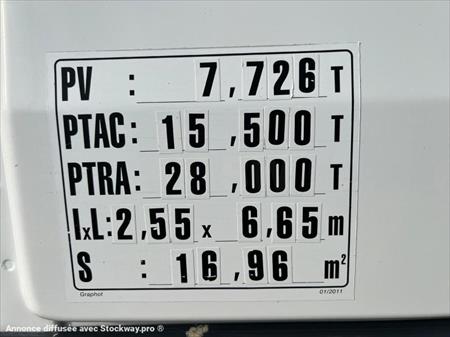 PV : 7,726 T
PTAC: 15,500 T
PTRA: 28,000 T
lxL: 2,55 x 6,65 m
S : 16,96 m²
Graphot 01/2011
Annonce diffusée avec Stockway.pro ®